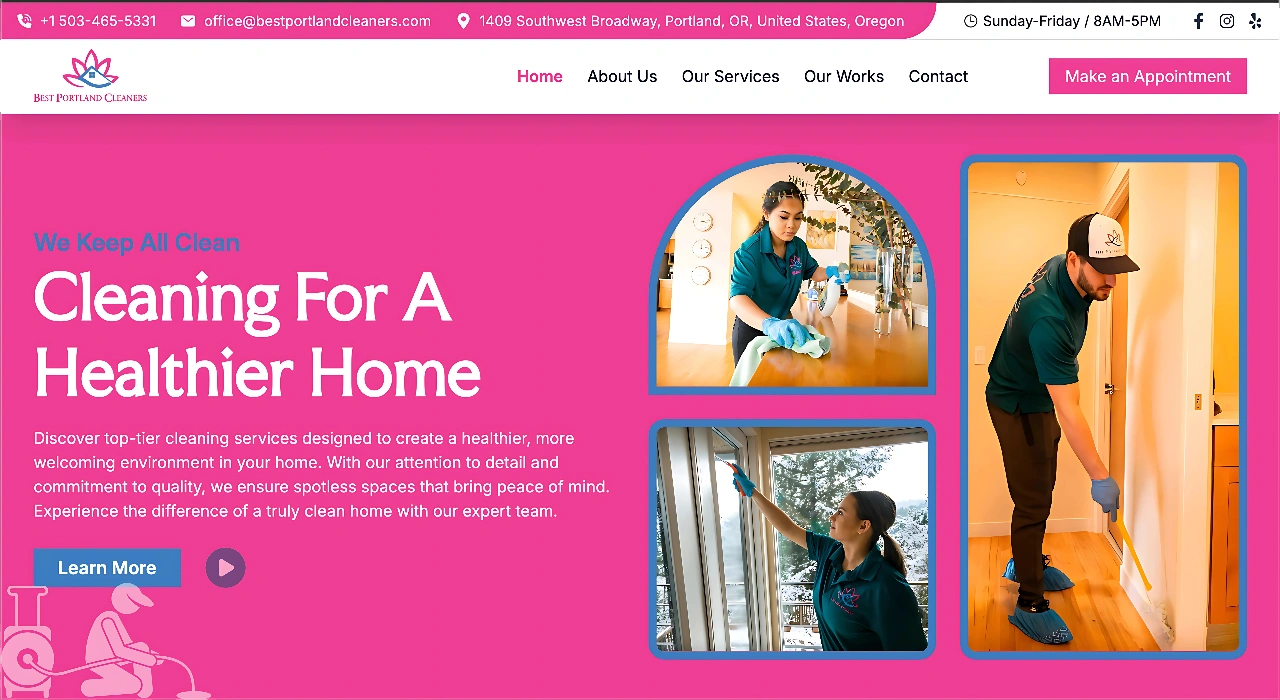 +1 503-465-5331
office@bestportlandcleaners.com
1409 Southwest Broadway, Portland, OR, United States, Oregon
Sunday-Friday / 8AM-5PM
BEST PORTLAND CLEANERS
Home
About Us
Our Services
Our Works
Contact
Make an Appointment
We Keep All Clean
Cleaning For A
Healthier Home
Discover top-tier cleaning services designed to create a healthier, more
welcoming environment in your home. With our attention to detail and
commitment to quality, we ensure spotless spaces that bring peace of mind.
Experience the difference of a truly clean home with our expert team.
Learn More